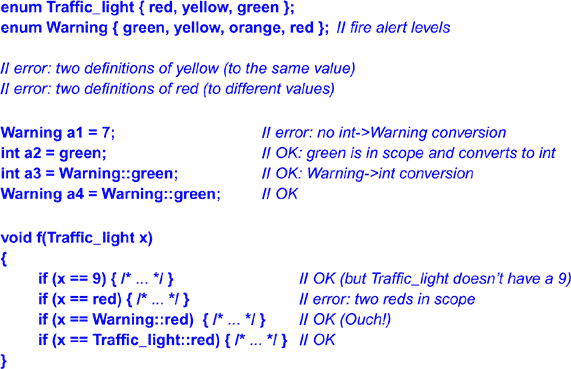 enum Traffic_light { red, yellow, green };
enum Warning { green, yellow, orange, red }; // fire alert levels
// error: two definitions of yellow (to the same value)
// error: two definitions of red (to different values)
Warning a1 = 7; // error: no int->Warning conversion
int a2 = green; // OK: green is in scope and converts to int
int a3 = Warning::green; // OK: Warning->int conversion
Warning a4 = Warning::green; // OK
void f(Traffic_light x)
{
if (x == 9) { /* ... */ } // OK (but Traffic_light doesn't have a 9)
if (x == red) { /* ... */ } // error: two reds in scope
if (x == Warning::red) { /* ... */ } // OK (Ouch!)
if (x == Traffic_light::red) { /* ... */ } // OK
}